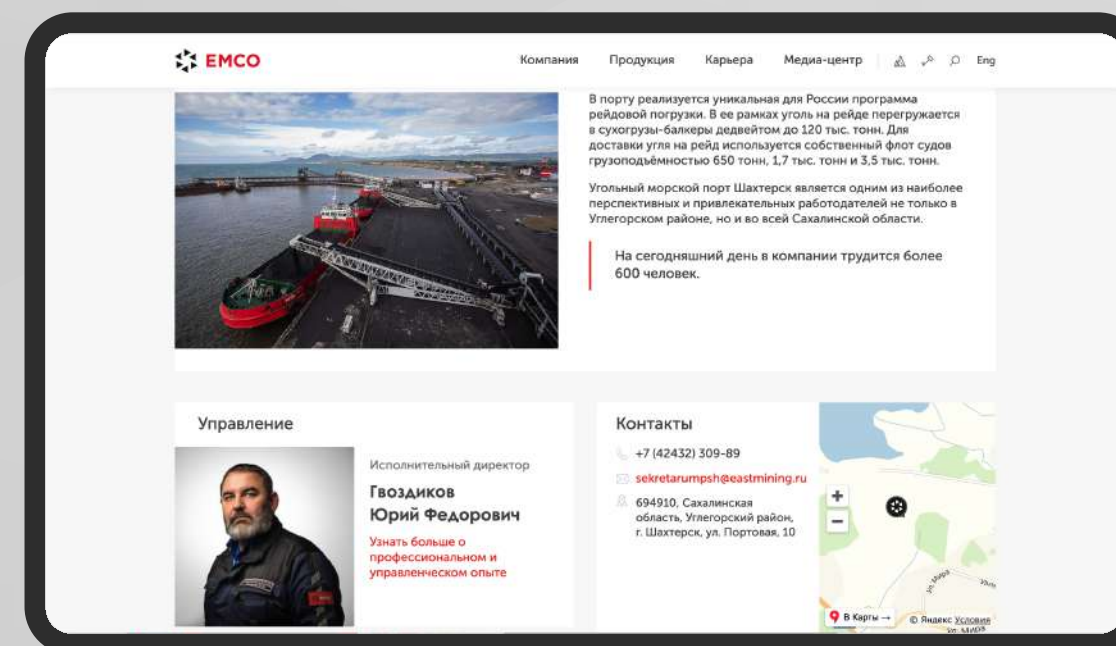 EMCO
Компания Продукция Карьера Медиа-центр Eng
В порту реализуется уникальная для России программа
рейдовой погрузки. В ее рамках уголь на рейде перегружается
в сухогрузы-балкеры дедвейтом до 120 тыс. тонн. Для
доставки угля на рейд используется собственный флот судов
грузоподъёмностью 650 тонн, 1,7 тыс. тонн и 3,5 тыс. тонн.
Угольный морской порт Шахтерск является одним из наиболее
перспективных и привлекательных работодателей не только в
Углегорском районе, но и во всей Сахалинской области.
На сегодняшний день в компании трудится более
600 человек.
Управление
Исполнительный директор
Гвоздиков
Юрий Федорович
Узнать больше о
профессиональном и
управленческом опыте
Контакты
+7 (42432) 309-89
sekretarumpsh@eastmining.ru
694910, Сахалинская
область, Углегорский район,
г. Шахтерск, ул. Портовая, 10
+
−
ул. Мира
В Карты →
© Яндекс Условия
ул. Мира